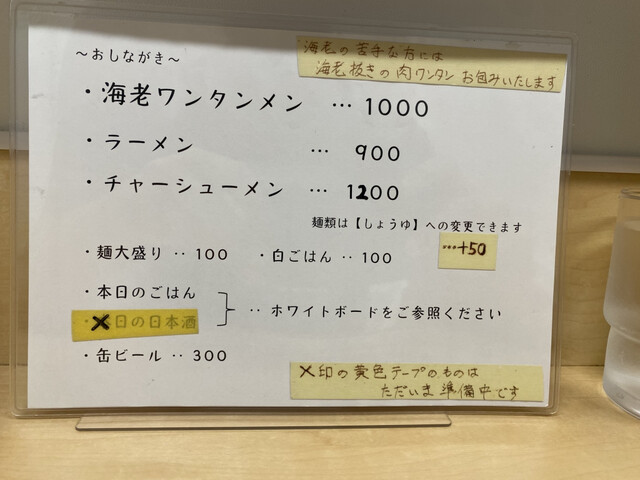 ～おしながき～
海老の苦手な方には
海老抜きの肉ワンタン お包みいたします
・海老ワンタンメン … 1000
・ラーメン … 900
・チャーシューメン … 1200
麺類は【しょうゆ】への変更できます
…+50
・麺大盛り ‥ 100 ・白ごはん ‥ 100
・本日のごはん
・✕日の日本酒
‥ ホワイトボードをご参照ください
・缶ビール ‥ 300
✕印の黄色テープのものは
ただいま準備中です